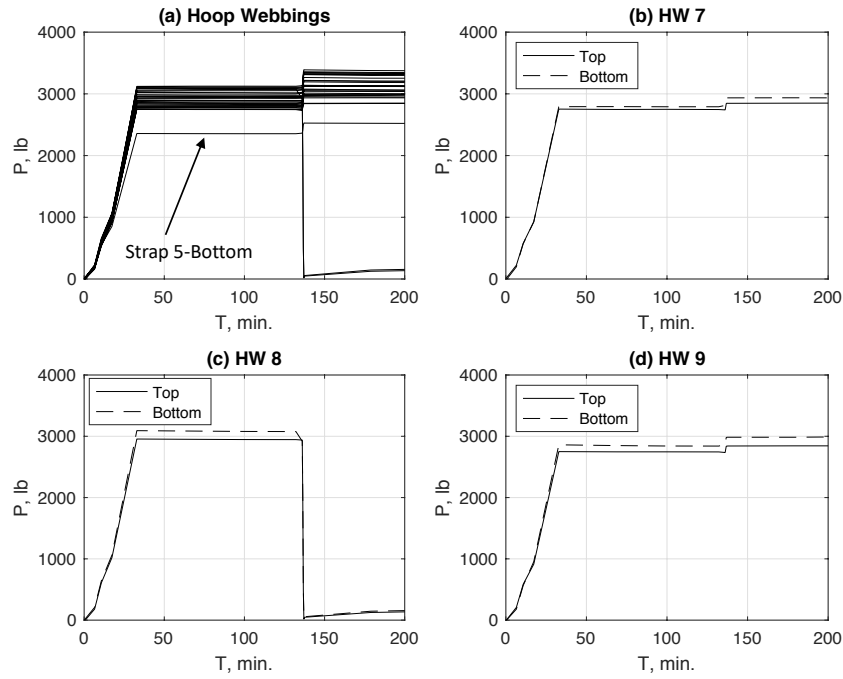 (a) Hoop Webbings
4000
3000
2000
1000
0
P, lb
Strap 5-Bottom
0 50 100 150 200
T, min.
(b) HW 7
4000
3000
2000
1000
0
P, lb
Top
Bottom
0 50 100 150 200
T, min.
(c) HW 8
4000
3000
2000
1000
0
P, lb
Top
Bottom
0 50 100 150 200
T, min.
(d) HW 9
4000
3000
2000
1000
0
P, lb
Top
Bottom
0 50 100 150 200
T, min.